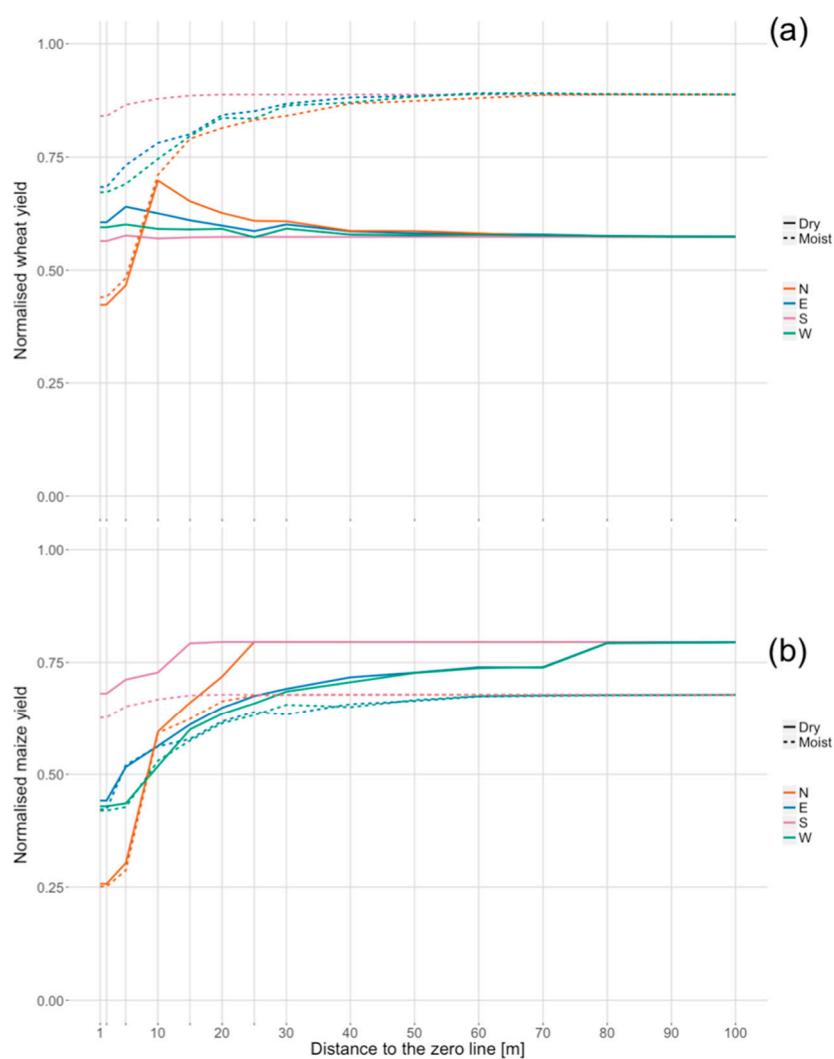 (a)
1.00
0.75
0.50
0.25
0.00
Normalised wheat yield
Dry
Moist
N
E
S
W
(b)
1.00
0.75
0.50
0.25
0.00
Normalised maize yield
Dry
Moist
N
E
S
W
1 10 20 30 40 50 60 70 80 90 100
Distance to the zero line [m]